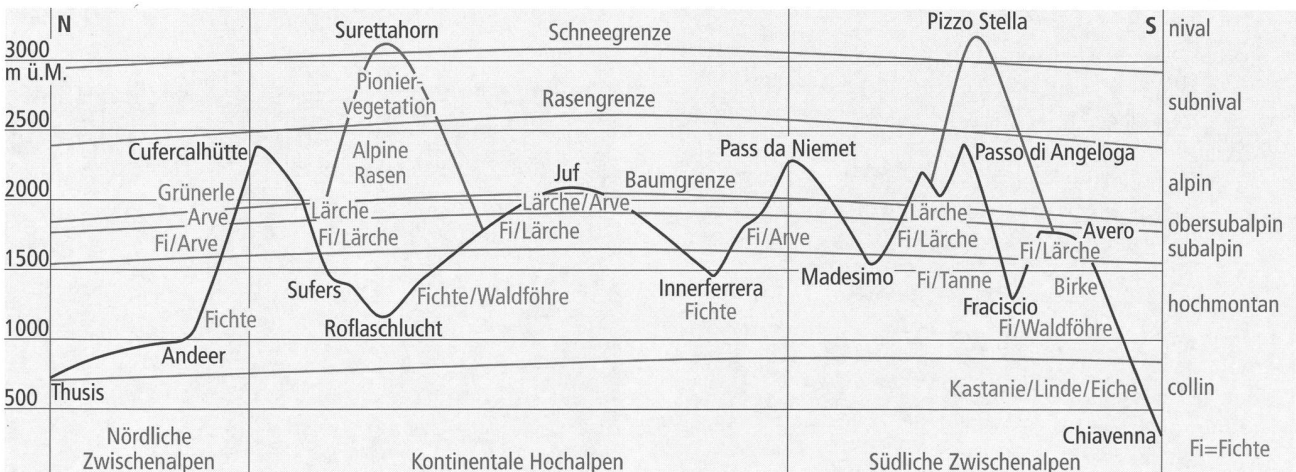 N
Surettahorn
Schneegrenze
Pizzo Stella
S
nival
3000
m ü.M.
Pionier-
vegetation
Rasengrenze
subnival
2500
Cufercalhütte
Alpine
Rasen
Pass da Niemet
Passo di Angeloga
Grünerle
Juf
Baumgrenze
alpin
2000
Arve
Lärche
Lärche/Arve
Lärche
obersubalpin
Fi/Arve
Fi/Lärche
Fi/Lärche
Fi/Arve
Fi/Lärche
Avero
Fi/Lärche
subalpin
1500
Sufers
Fichte/Waldföhre
Innerferrera
Fichte
Madesimo
Fi/Tanne
Birke
hochmontan
Fichte
Roflaschlucht
Fraciscio
Fi/Waldföhre
1000
Andeer
Thusis
Kastanie/Linde/Eiche
collin
500
Nördliche
Zwischenalpen
Kontinentale Hochalpen
Südliche Zwischenalpen
Chiavenna
Fi=Fichte